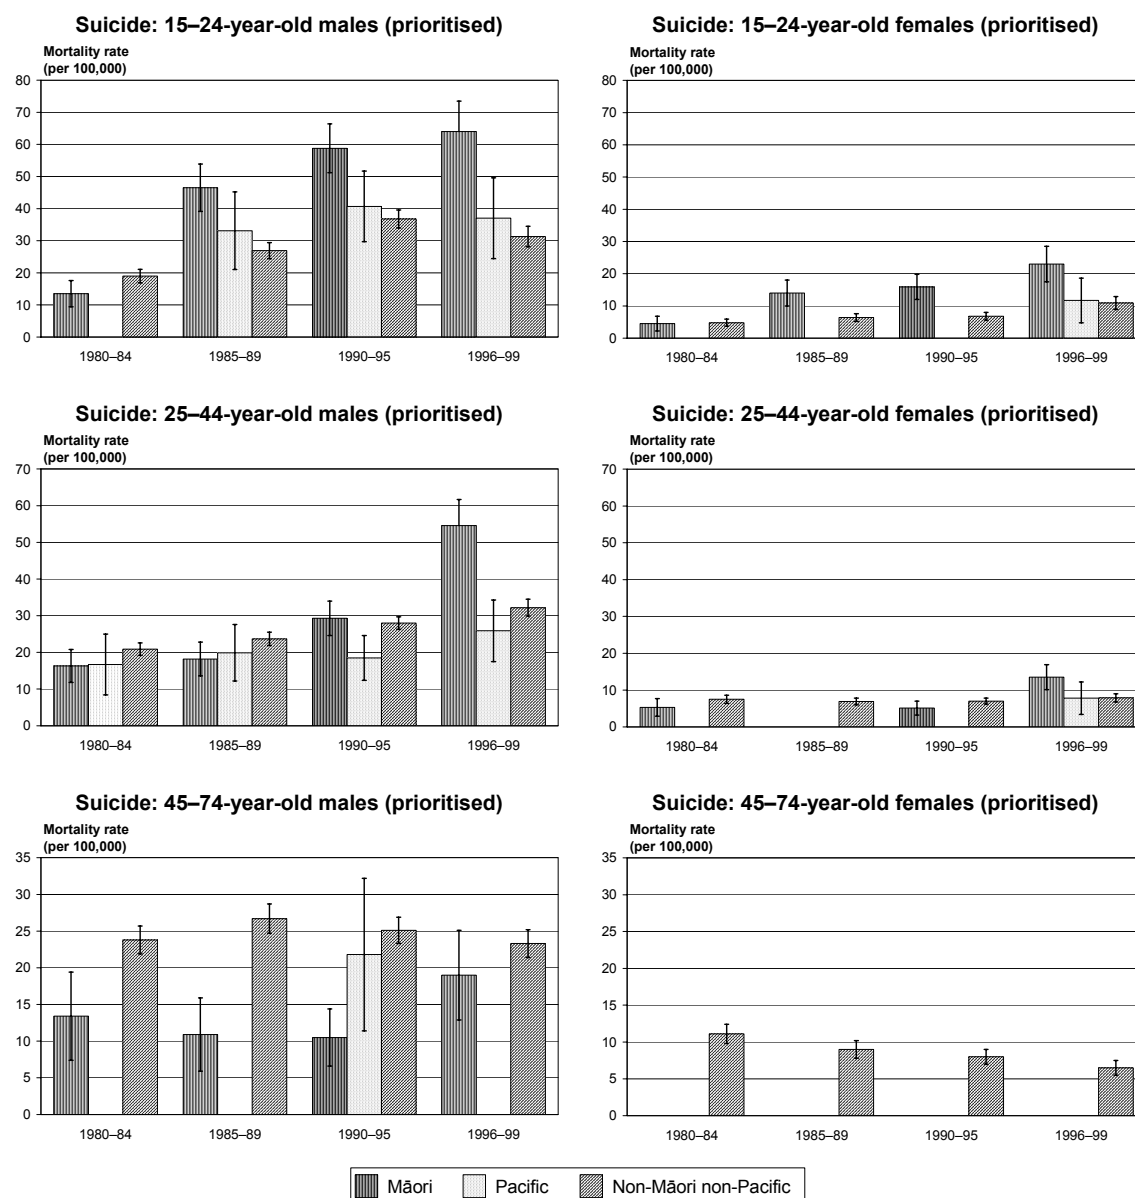 Suicide: 15–24-year-old males (prioritised)
Mortality rate
(per 100,000)
80
70
60
50
40
30
20
10
0
1980–84 1985–89 1990–95 1996–99
Suicide: 15–24-year-old females (prioritised)
Mortality rate
(per 100,000)
80
70
60
50
40
30
20
10
0
1980–84 1985–89 1990–95 1996–99
Suicide: 25–44-year-old males (prioritised)
Mortality rate
(per 100,000)
70
60
50
40
30
20
10
0
1980–84 1985–89 1990–95 1996–99
Suicide: 25–44-year-old females (prioritised)
Mortality rate
(per 100,000)
70
60
50
40
30
20
10
0
1980–84 1985–89 1990–95 1996–99
Suicide: 45–74-year-old males (prioritised)
Mortality rate
(per 100,000)
35
30
25
20
15
10
5
0
1980–84 1985–89 1990–95 1996–99
Suicide: 45–74-year-old females (prioritised)
Mortality rate
(per 100,000)
35
30
25
20
15
10
5
0
1980–84 1985–89 1990–95 1996–99
Māori Pacific Non-Māori non-Pacific